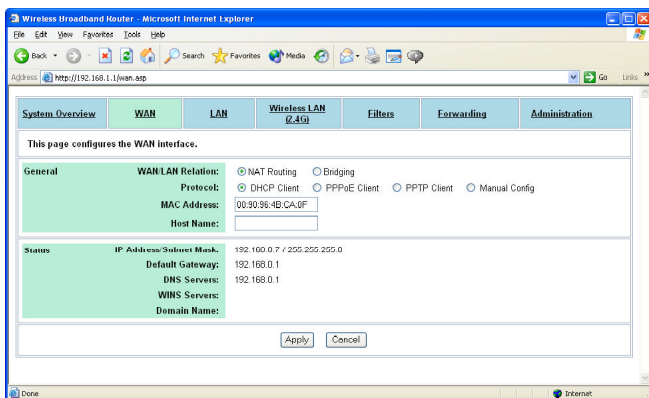 Wireless Broadband Router - Microsoft Internet Explorer
File Edit View Favorites Tools Help
Back Search Favorites Media
Address http://192.168.1.1/wan.asp Go Links »
System Overview WAN LAN Wireless LAN (2.4G) Filters Forwarding Administration
This page configures the WAN interface.
General WAN/LAN Relation: NAT Routing Bridging
Protocol: DHCP Client PPPoE Client PPTP Client Manual Config
MAC Address: 00:90:96:4B:CA:0F
Host Name:
Status IP Address/Subnet Mask: 192.168.0.7 / 255.255.255.0
Default Gateway: 192.168.0.1
DNS Servers: 192.168.0.1
WINS Servers:
Domain Name:
Apply Cancel
Done Internet